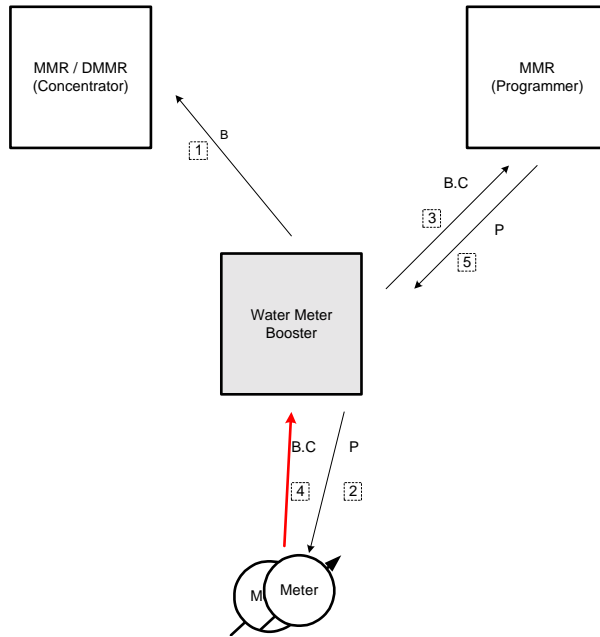 MMR / DMMR
(Concentrator)
MMR
(Programmer)
B
1
B.C
3
P
5
Water Meter
Booster
B.C
P
4
2
M
Meter